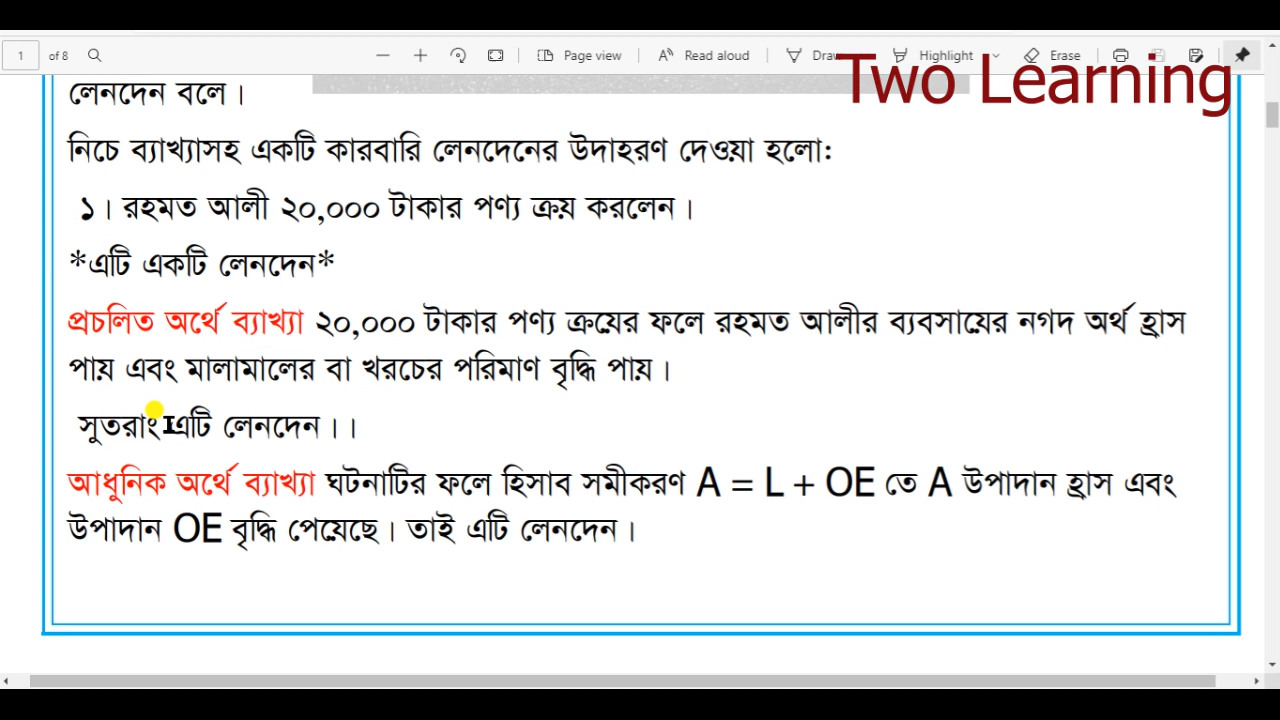 1 of 8 Page view Read aloud Draw Highlight Erase
Two Learning
লেনদেন বলে।
নিচে ব্যাখ্যাসহ একটি কারবারি লেনদেনের উদাহরণ দেওয়া হলো:
১। রহমত আলী ২০,০০০ টাকার পণ্য ক্রয় করলেন।
*এটি একটি লেনদেন*
প্রচলিত অর্থে ব্যাখ্যা ২০,০০০ টাকার পণ্য ক্রয়ের ফলে রহমত আলীর ব্যবসায়ের নগদ অর্থ হ্রাস
পায় এবং মালামালের বা খরচের পরিমাণ বৃদ্ধি পায়।
সুতরাং এটি লেনদেন।।
আধুনিক অর্থে ব্যাখ্যা ঘটনাটির ফলে হিসাব সমীকরণ A = L + OE তে A উপাদান হ্রাস এবং
উপাদান OE বৃদ্ধি পেয়েছে। তাই এটি লেনদেন।